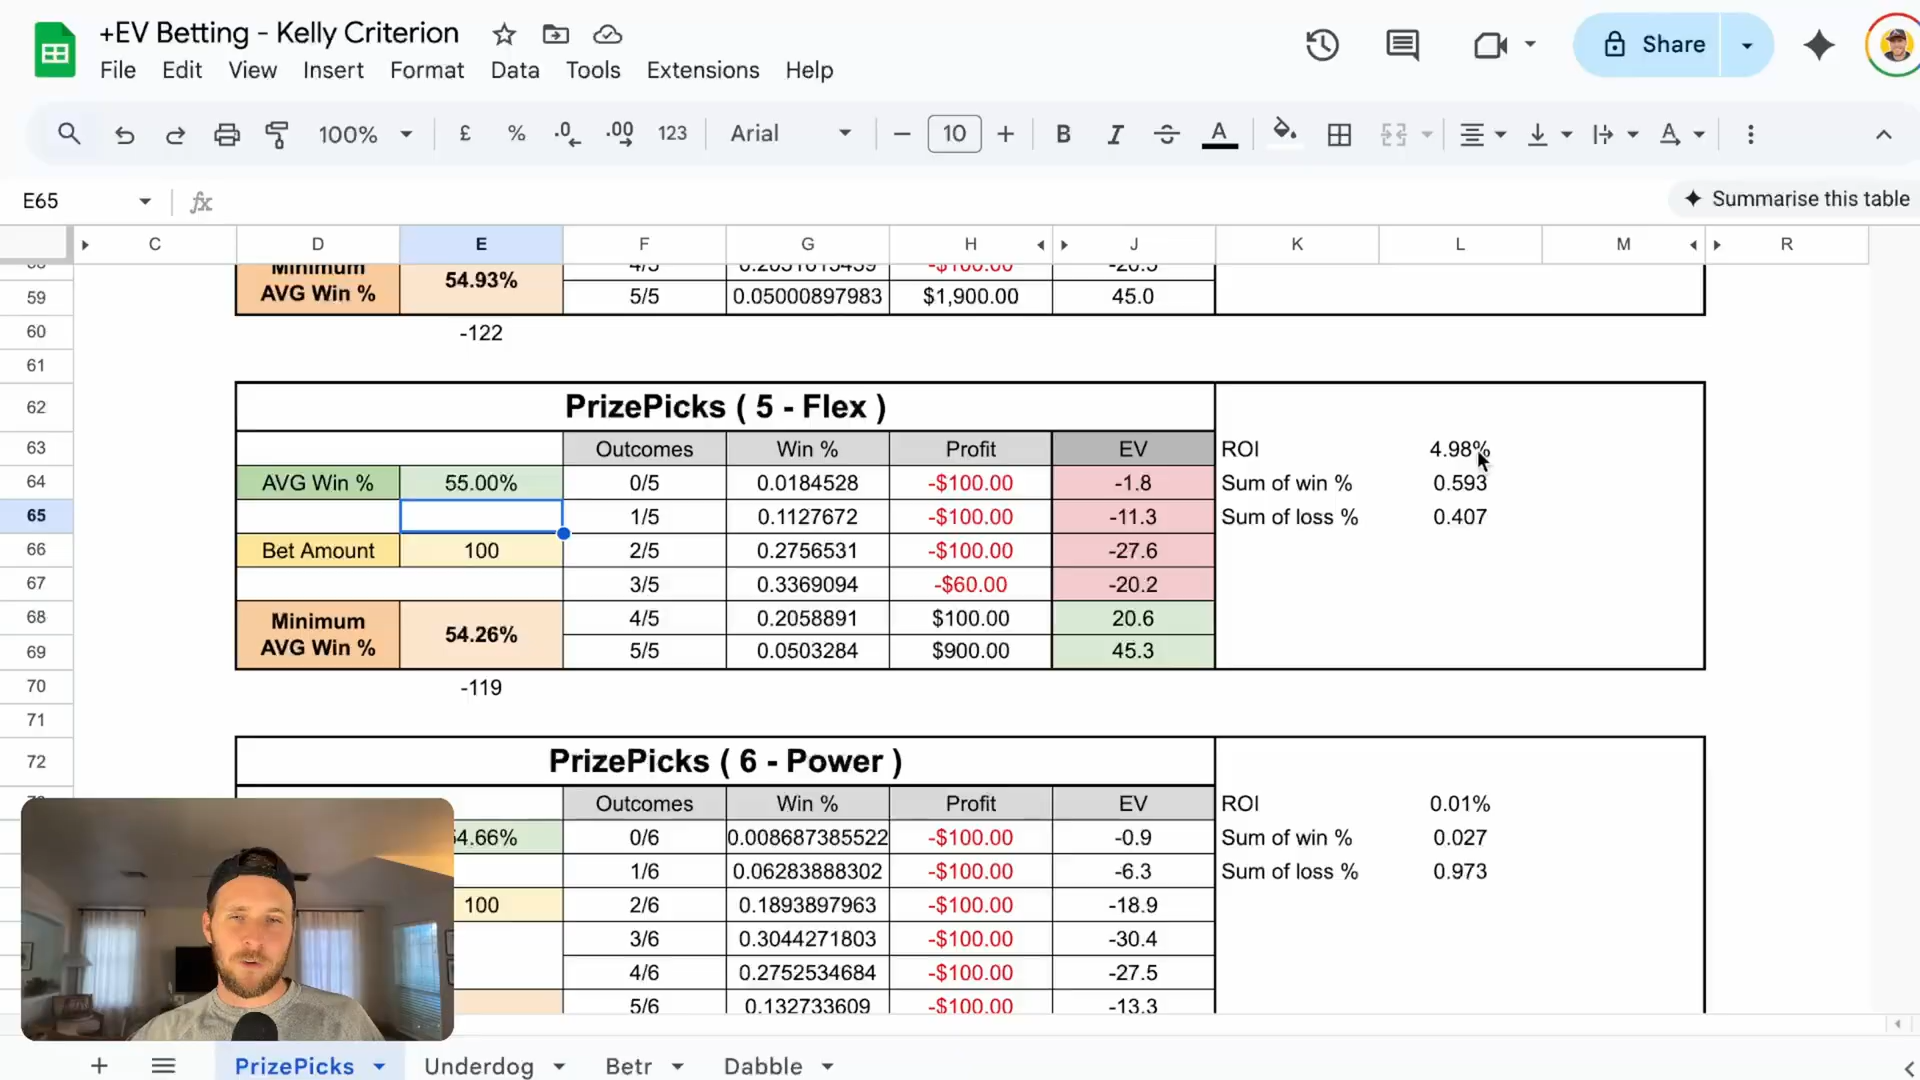 +EV Betting - Kelly Criterion
File Edit View Insert Format Data Tools Extensions Help
Share
100% £ % .0 .00 123 Arial 10 B I A
E65 fx
Summarise this table
C D E F G H J K L M R
59 60 61 62 63 64 65 66 67 68 69 70 71 72
Minimum
AVG Win % 54.93%
-$100.00
5/5 0.05000897983 $1,900.00 45.0
-122
PrizePicks ( 5 - Flex )
Outcomes Win % Profit EV ROI 4.98%
AVG Win % 55.00% 0/5 0.0184528 -$100.00 -1.8 Sum of win % 0.593
1/5 0.1127672 -$100.00 -11.3 Sum of loss % 0.407
Bet Amount 100 2/5 0.2756531 -$100.00 -27.6
3/5 0.3369094 -$60.00 -20.2
Minimum
AVG Win % 54.26% 4/5 0.2058891 $100.00 20.6
5/5 0.0503284 $900.00 45.3
-119
PrizePicks ( 6 - Power )
Outcomes Win % Profit EV ROI 0.01%
54.66% 0/6 0.008687385522 -$100.00 -0.9 Sum of win % 0.027
1/6 0.06283888302 -$100.00 -6.3 Sum of loss % 0.973
100 2/6 0.1893897963 -$100.00 -18.9
3/6 0.3044271803 -$100.00 -30.4
4/6 0.2752534684 -$100.00 -27.5
5/6 0.132733609 -$100.00 -13.3
PrizePicks Underdog Betr Dabble